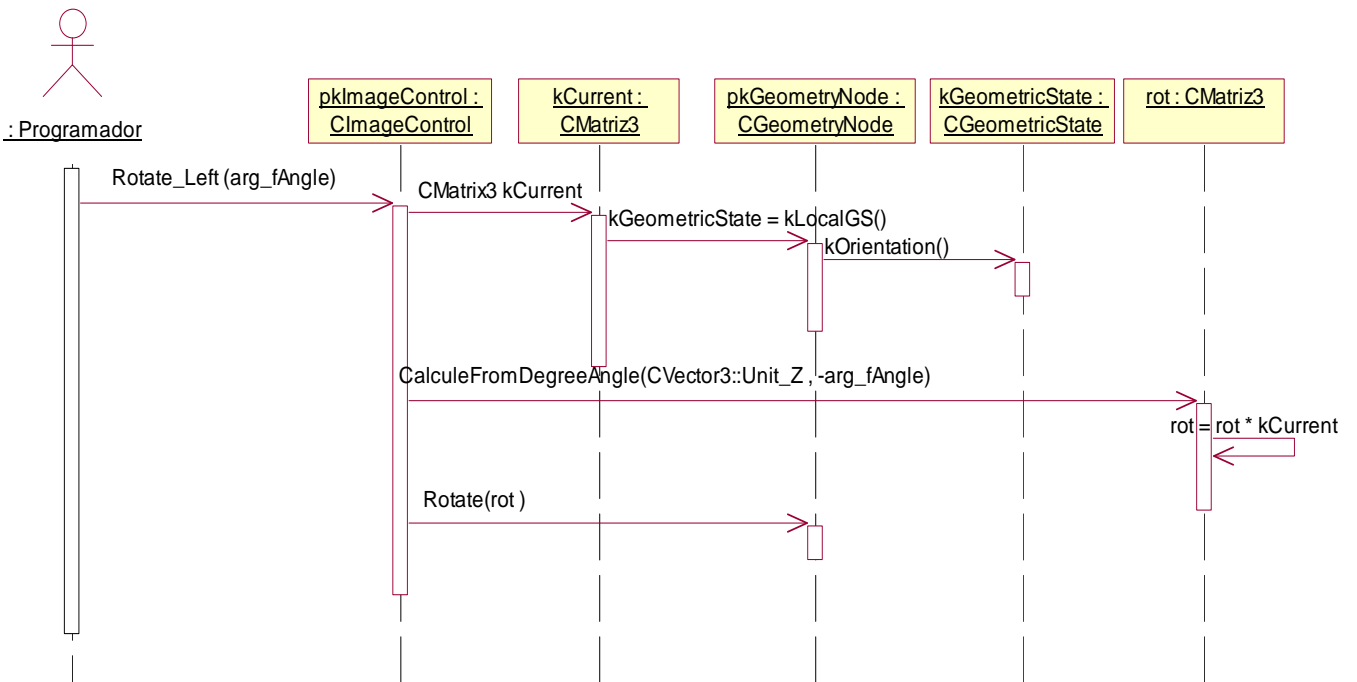 : Programador
pkImageControl :
CImageControl
kCurrent :
CMatriz3
pkGeometryNode :
CGeometryNode
kGeometricState :
CGeometricState
rot : CMatriz3
Rotate_Left (arg_fAngle)
CMatrix3 kCurrent
kGeometricState = kLocalGS()
kOrientation()
CalculeFromDegreeAngle(CVector3::Unit_Z , -arg_fAngle)
rot = rot * kCurrent
Rotate(rot )